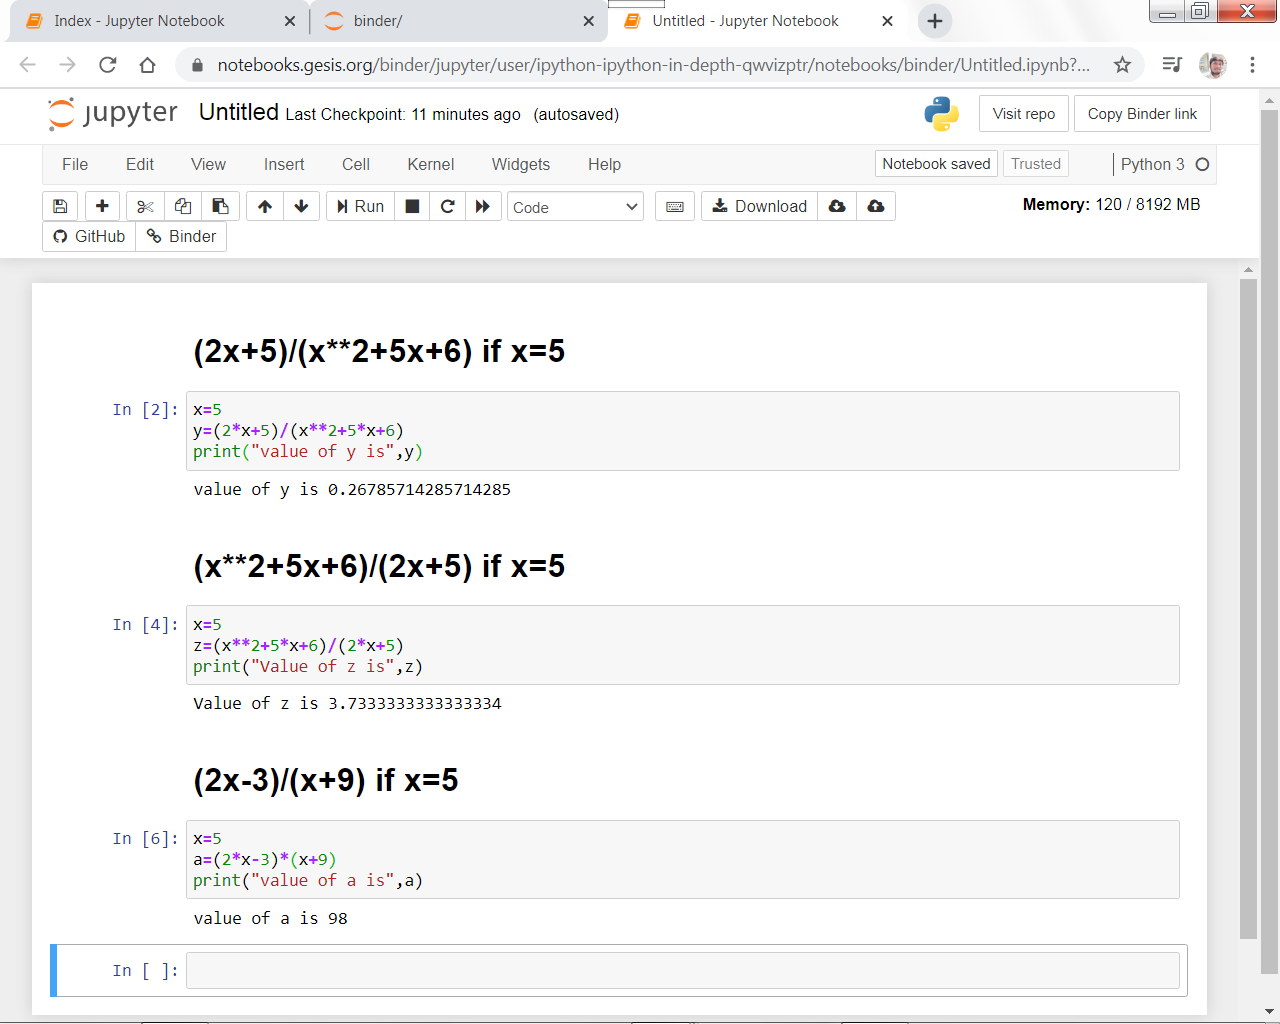 Index - Jupyter Notebook
binder/
Untitled - Jupyter Notebook
notebooks.gesis.org/binder/jupyter/user/ipython-ipython-in-depth-qwvizptr/notebooks/binder/Untitled.ipynb?...
jupyter Untitled Last Checkpoint: 11 minutes ago (autosaved)
Visit repo
Copy Binder link
File Edit View Insert Cell Kernel Widgets Help
Notebook saved
Trusted
Python 3
Run
Code
Download
Memory: 120 / 8192 MB
GitHub
Binder
(2x+5)/(x**2+5x+6) if x=5
In [2]:
x=5
y=(2*x+5)/(x**2+5*x+6)
print("value of y is",y)
value of y is 0.26785714285714285
(x**2+5x+6)/(2x+5) if x=5
In [4]:
x=5
z=(x**2+5*x+6)/(2*x+5)
print("Value of z is",z)
Value of z is 3.7333333333333334
(2x-3)/(x+9) if x=5
In [6]:
x=5
a=(2*x-3)*(x+9)
print("value of a is",a)
value of a is 98
In [ ]: